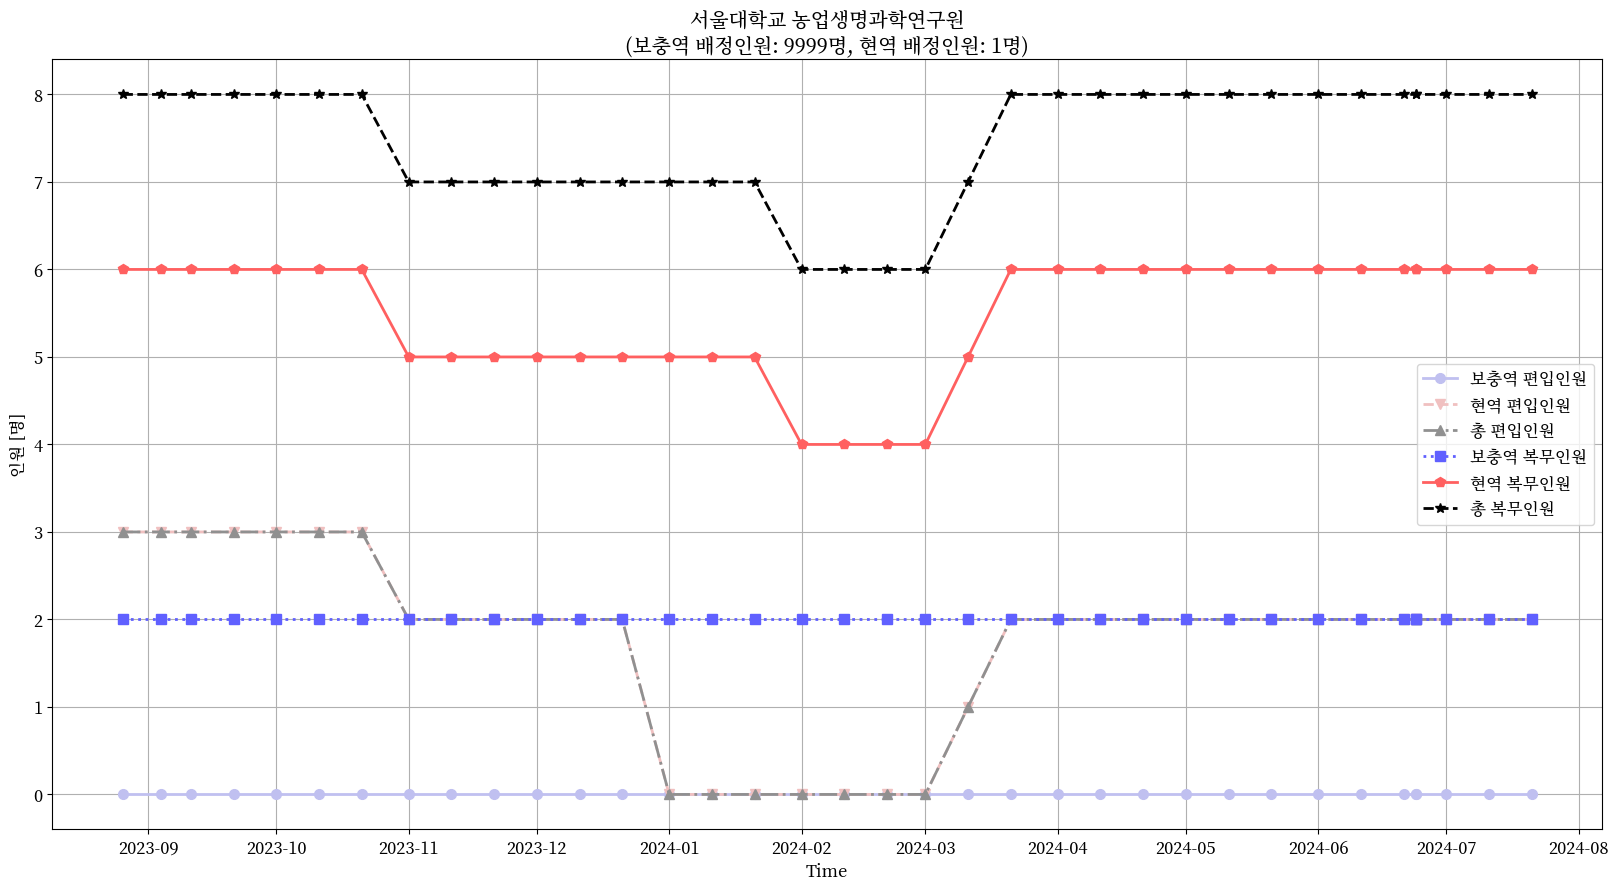 서울대학교 농업생명과학연구원
(보충역 배정인원: 9999명, 현역 배정인원: 1명)
8
7
6
5
4
3
2
1
0
인원 [명]
보충역 편입인원
현역 편입인원
총 편입인원
보충역 복무인원
현역 복무인원
총 복무인원
2023-09 2023-10 2023-11 2023-12 2024-01 2024-02 2024-03 2024-04 2024-05 2024-06 2024-07 2024-08
Time